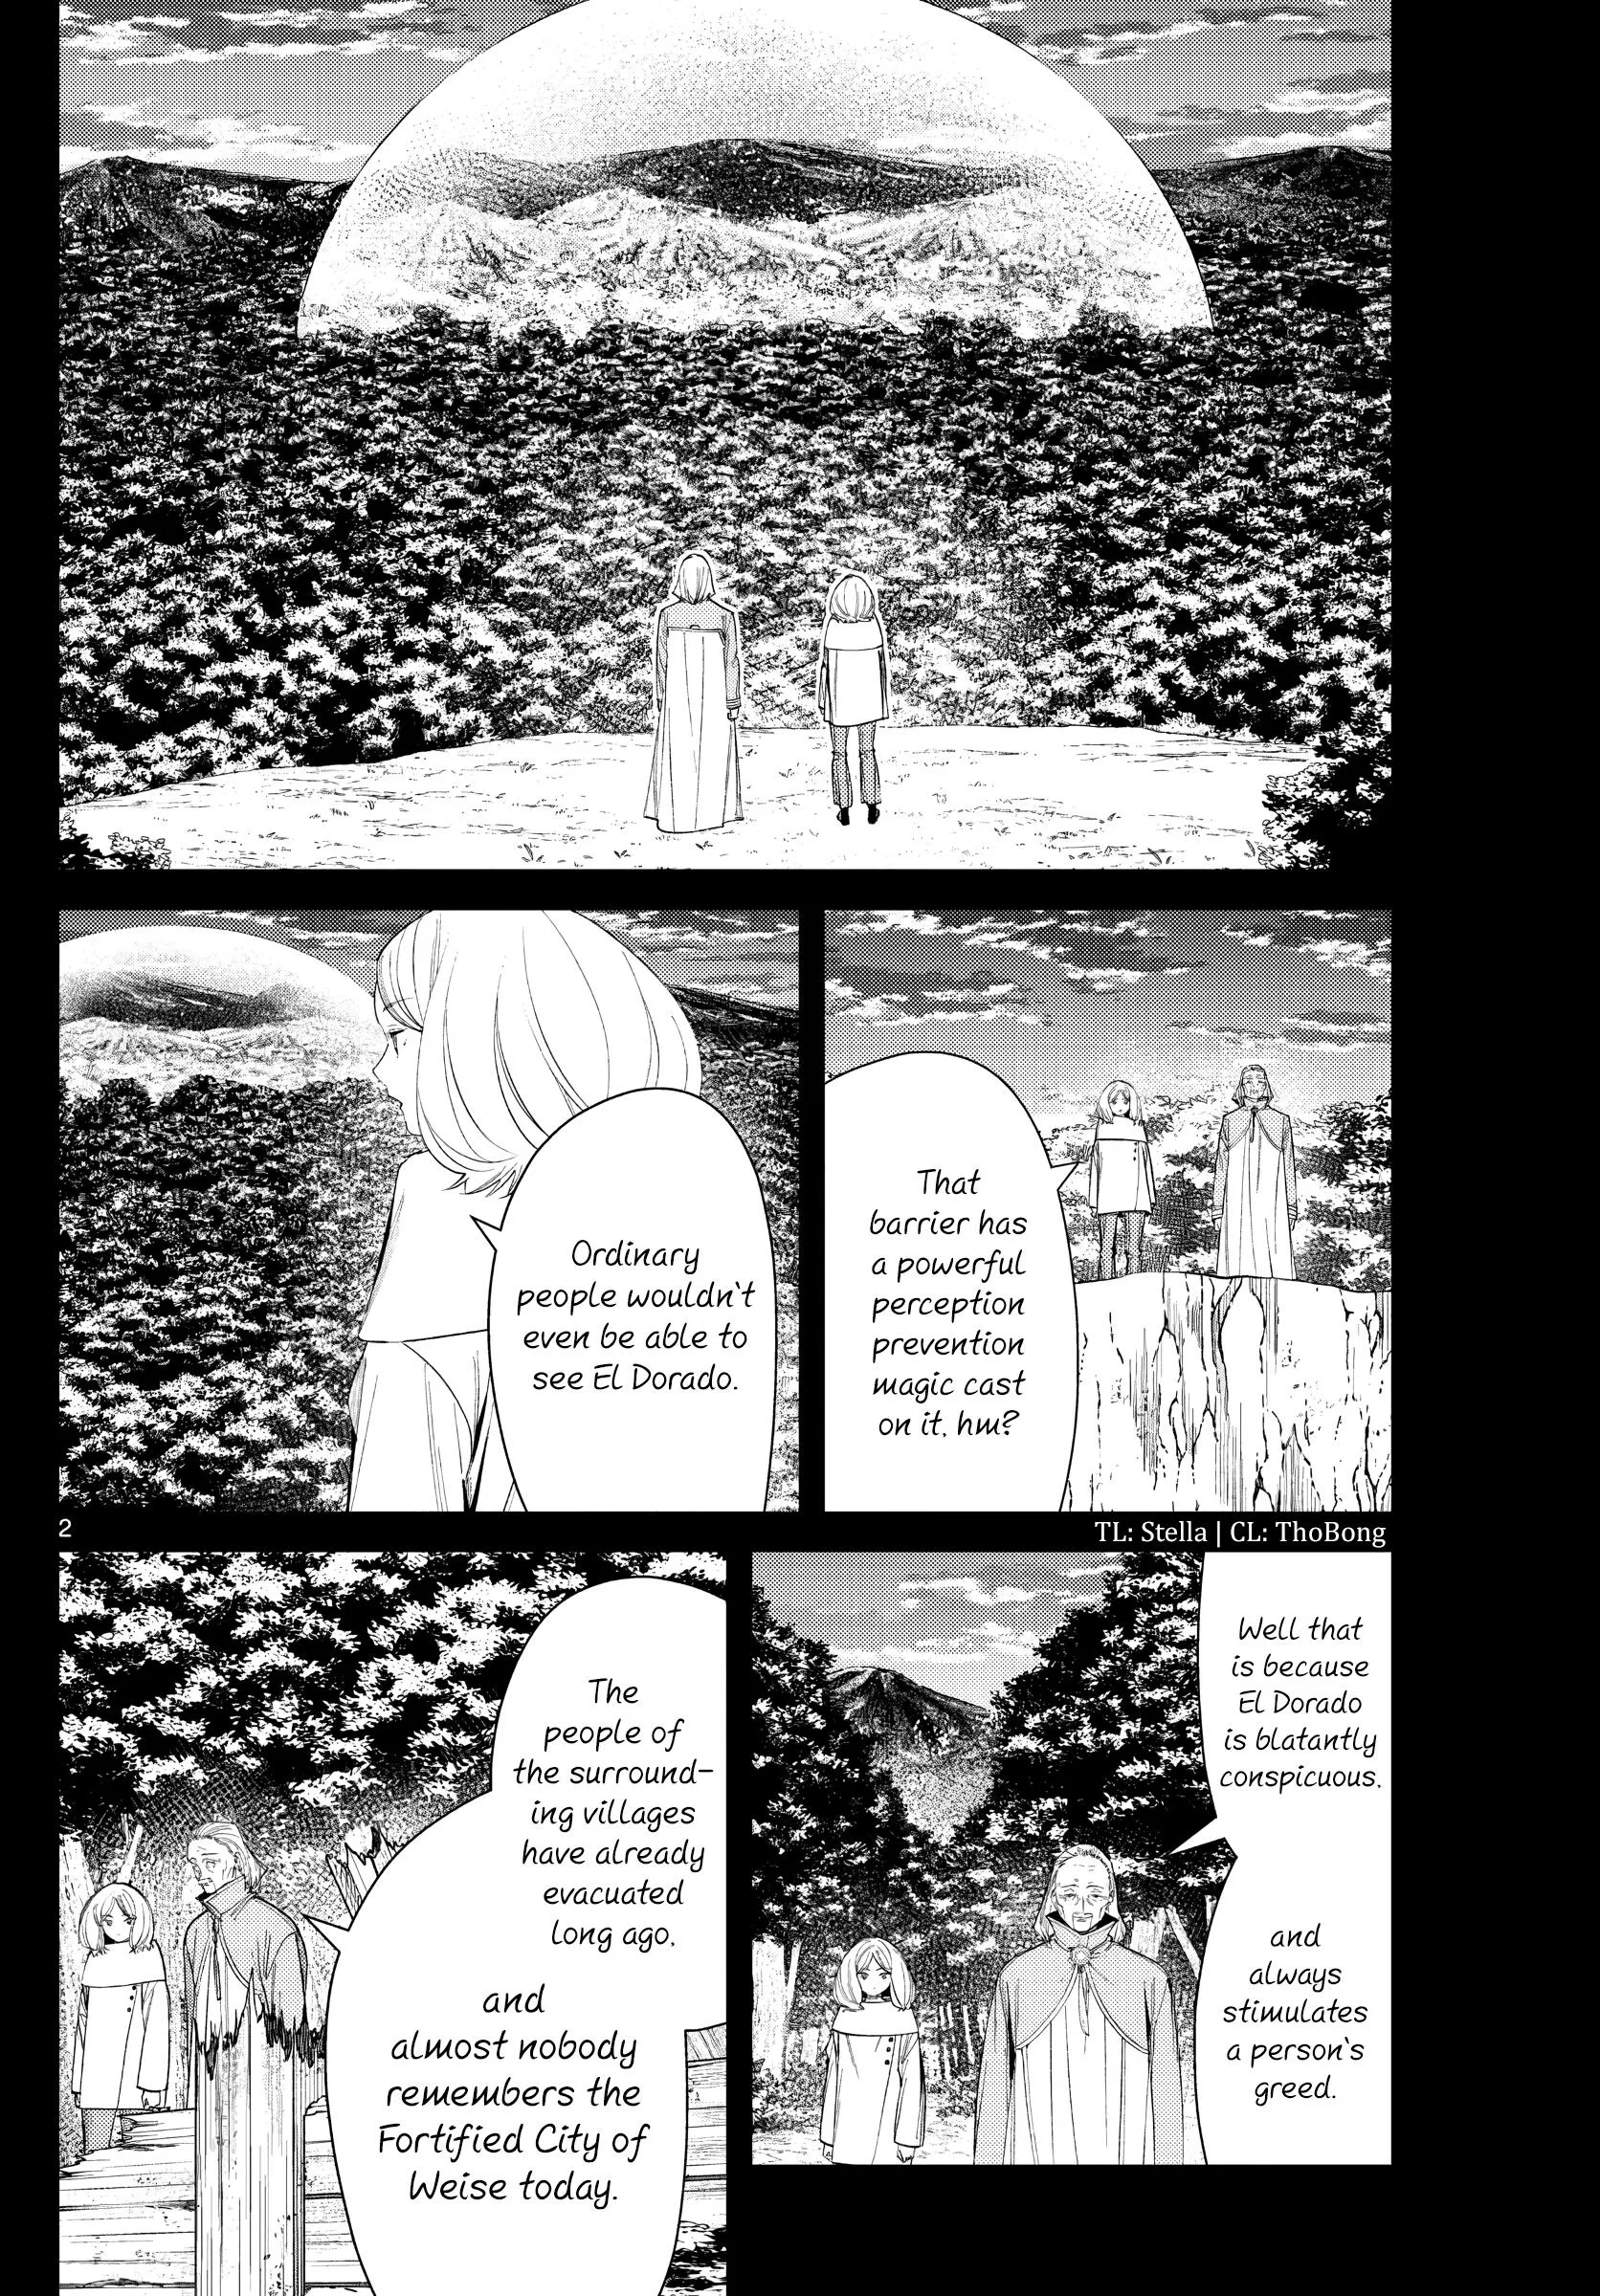 That
barrier has
a powerful
perception
prevention
magic cast
on it, hm?
Ordinary
people wouldn't
even be able to
see El Dorado.
2
TL: Stella | CL: ThoBong
Well that
is because
El Dorado
is blatantly
conspicuous,
and
always
stimulates
a person's
greed.
The
people of
the surround-
ing villages
have already
evacuated
long ago,
and
almost nobody
remembers the
Fortified City of
Weise today.